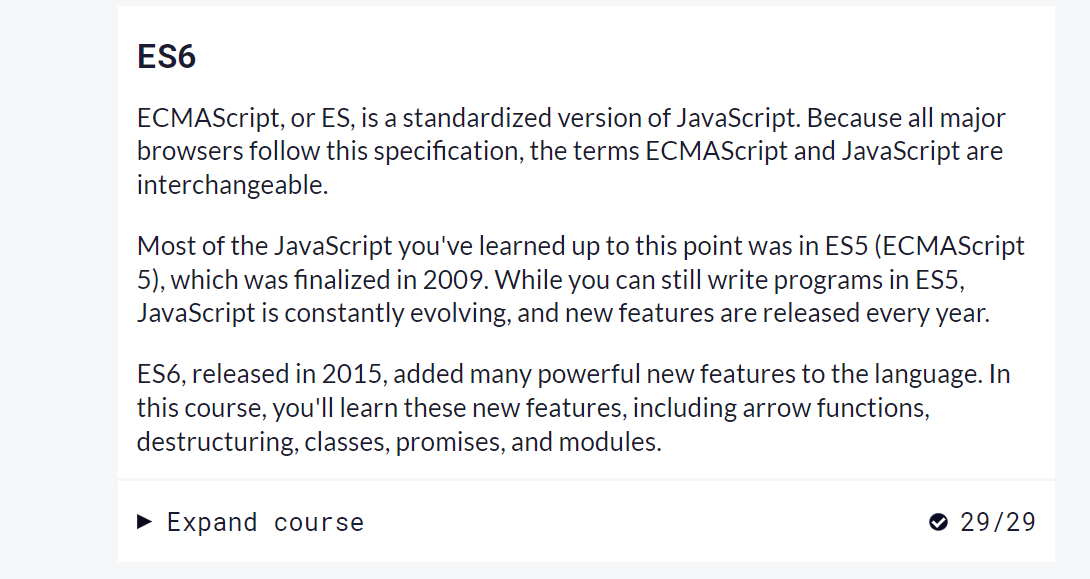 ES6
ECMAScript, or ES, is a standardized version of JavaScript. Because all major
browsers follow this specification, the terms ECMAScript and JavaScript are
interchangeable.
Most of the JavaScript you've learned up to this point was in ES5 (ECMAScript
5), which was finalized in 2009. While you can still write programs in ES5,
JavaScript is constantly evolving, and new features are released every year.
ES6, released in 2015, added many powerful new features to the language. In
this course, you'll learn these new features, including arrow functions,
destructuring, classes, promises, and modules.
Expand course 29/29